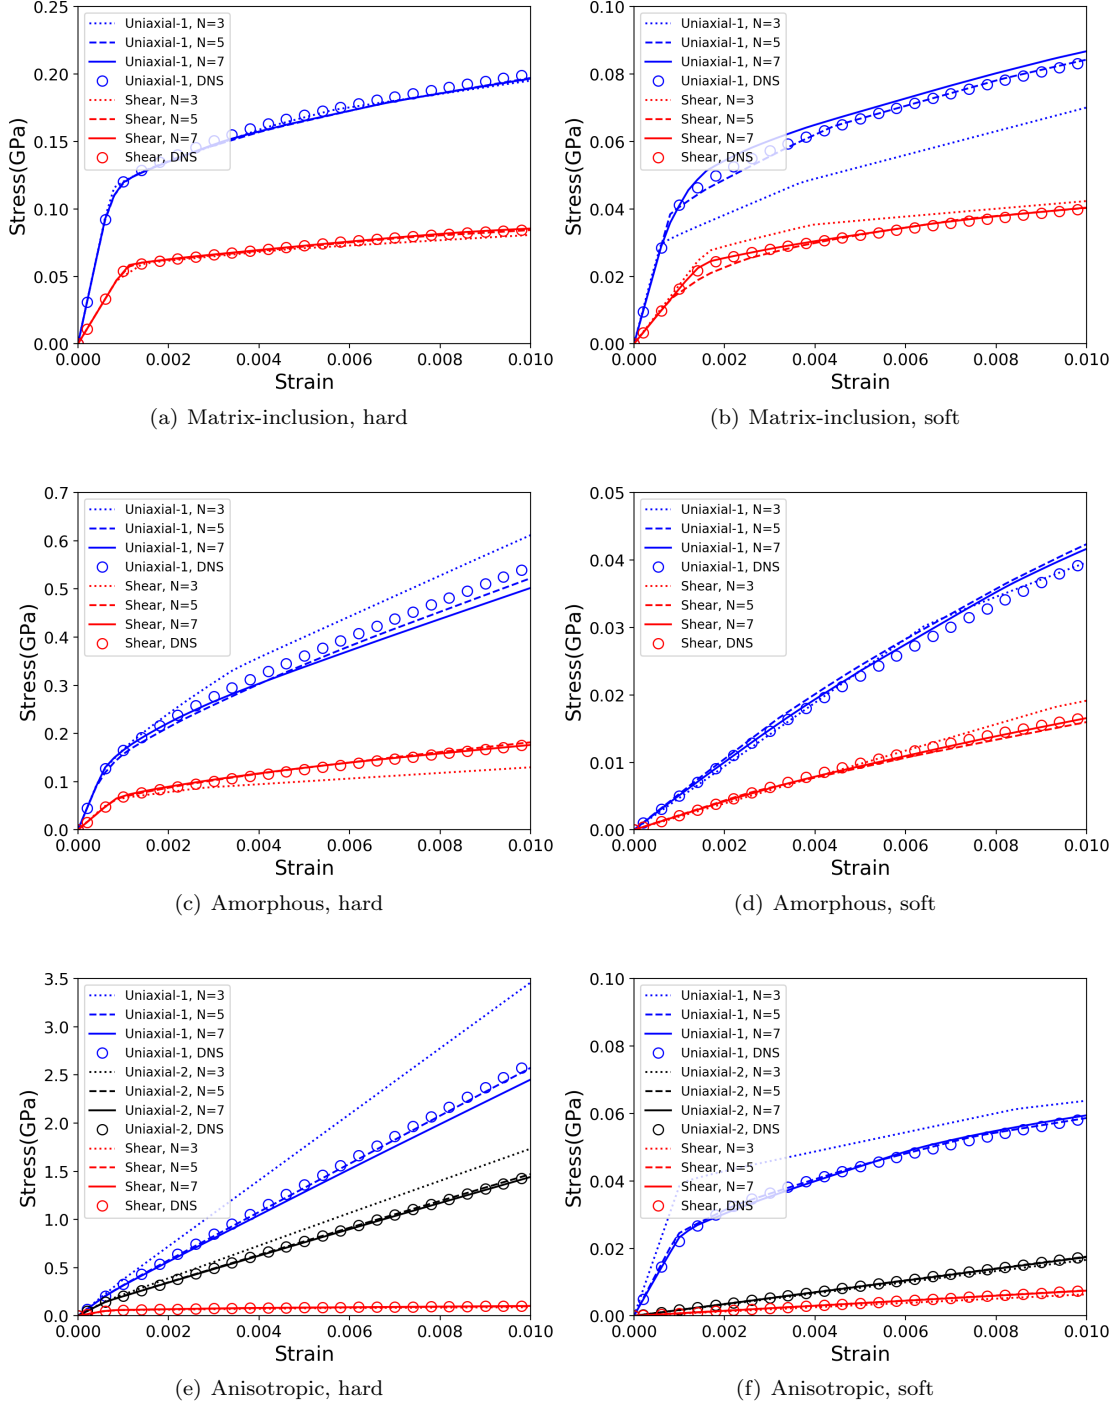 0.25
0.20
0.15
0.10
0.05
0.00
Stress(GPa)
Uniaxial-1, N=3
Uniaxial-1, N=5
Uniaxial-1, N=7
Uniaxial-1, DNS
Shear, N=3
Shear, N=5
Shear, N=7
Shear, DNS
0.000 0.002 0.004 0.006 0.008 0.010
Strain
(a) Matrix-inclusion, hard
0.10
0.08
0.06
0.04
0.02
0.00
Stress(GPa)
Uniaxial-1, N=3
Uniaxial-1, N=5
Uniaxial-1, N=7
Uniaxial-1, DNS
Shear, N=3
Shear, N=5
Shear, N=7
Shear, DNS
0.000 0.002 0.004 0.006 0.008 0.010
Strain
(b) Matrix-inclusion, soft
0.7
0.6
0.5
0.4
0.3
0.2
0.1
0.0
Stress(GPa)
Uniaxial-1, N=3
Uniaxial-1, N=5
Uniaxial-1, N=7
Uniaxial-1, DNS
Shear, N=3
Shear, N=5
Shear, N=7
Shear, DNS
0.000 0.002 0.004 0.006 0.008 0.010
Strain
(c) Amorphous, hard
0.05
0.04
0.03
0.02
0.01
0.00
Stress(GPa)
Uniaxial-1, N=3
Uniaxial-1, N=5
Uniaxial-1, N=7
Uniaxial-1, DNS
Shear, N=3
Shear, N=5
Shear, N=7
Shear, DNS
0.000 0.002 0.004 0.006 0.008 0.010
Strain
(d) Amorphous, soft
3.5
3.0
2.5
2.0
1.5
1.0
0.5
0.0
Stress(GPa)
Uniaxial-1, N=3
Uniaxial-1, N=5
Uniaxial-1, N=7
Uniaxial-1, DNS
Uniaxial-2, N=3
Uniaxial-2, N=5
Uniaxial-2, N=7
Uniaxial-2, DNS
Shear, N=3
Shear, N=5
Shear, N=7
Shear, DNS
0.000 0.002 0.004 0.006 0.008 0.010
Strain
(e) Anisotropic, hard
0.10
0.08
0.06
0.04
0.02
0.00
Stress(GPa)
Uniaxial-1, N=3
Uniaxial-1, N=5
Uniaxial-1, N=7
Uniaxial-1, DNS
Uniaxial-2, N=3
Uniaxial-2, N=5
Uniaxial-2, N=7
Uniaxial-2, DNS
Shear, N=3
Shear, N=5
Shear, N=7
Shear, DNS
0.000 0.002 0.004 0.006 0.008 0.010
Strain
(f) Anisotropic, soft